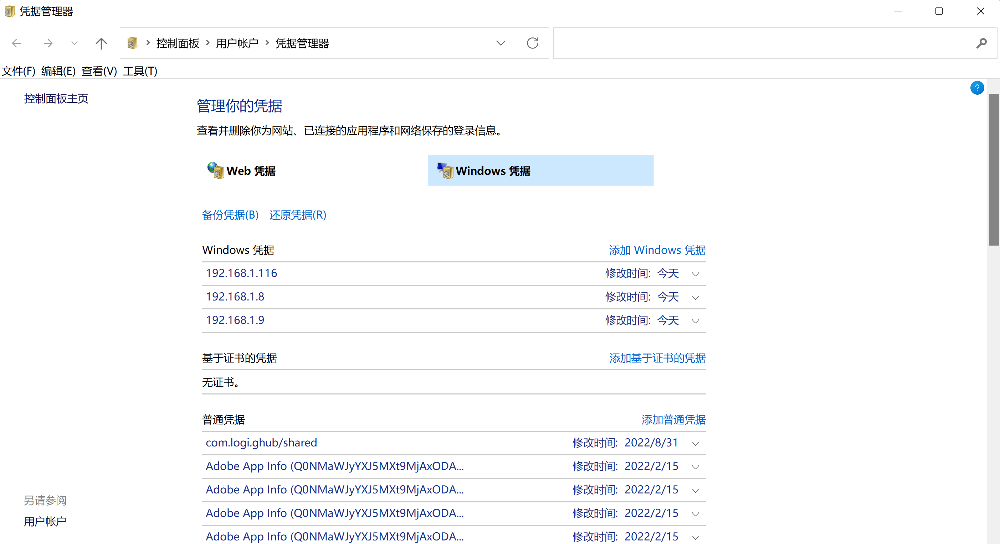 凭据管理器
控制面板 用户帐户 凭据管理器
文件(F) 编辑(E) 查看(V) 工具(T)
?
控制面板主页
管理你的凭据
查看并删除你为网站、已连接的应用程序和网络保存的登录信息。
Web 凭据 Windows 凭据
备份凭据(B) 还原凭据(R)
Windows 凭据 添加 Windows 凭据
192.168.1.116 修改时间: 今天
192.168.1.8 修改时间: 今天
192.168.1.9 修改时间: 今天
基于证书的凭据 添加基于证书的凭据
无证书。
普通凭据 添加普通凭据
com.logi.ghub/shared 修改时间: 2022/8/31
Adobe App Info (Q0NMaWJyYXJ5MXt9MjAxODA... 修改时间: 2022/2/15
Adobe App Info (Q0NMaWJyYXJ5MXt9MjAxODA... 修改时间: 2022/2/15
Adobe App Info (Q0NMaWJyYXJ5MXt9MjAxODA... 修改时间: 2022/2/15
Adobe App Info (Q0NMaWJyYXJ5MXt9MjAxODA... 修改时间: 2022/2/15
另请参阅
用户帐户